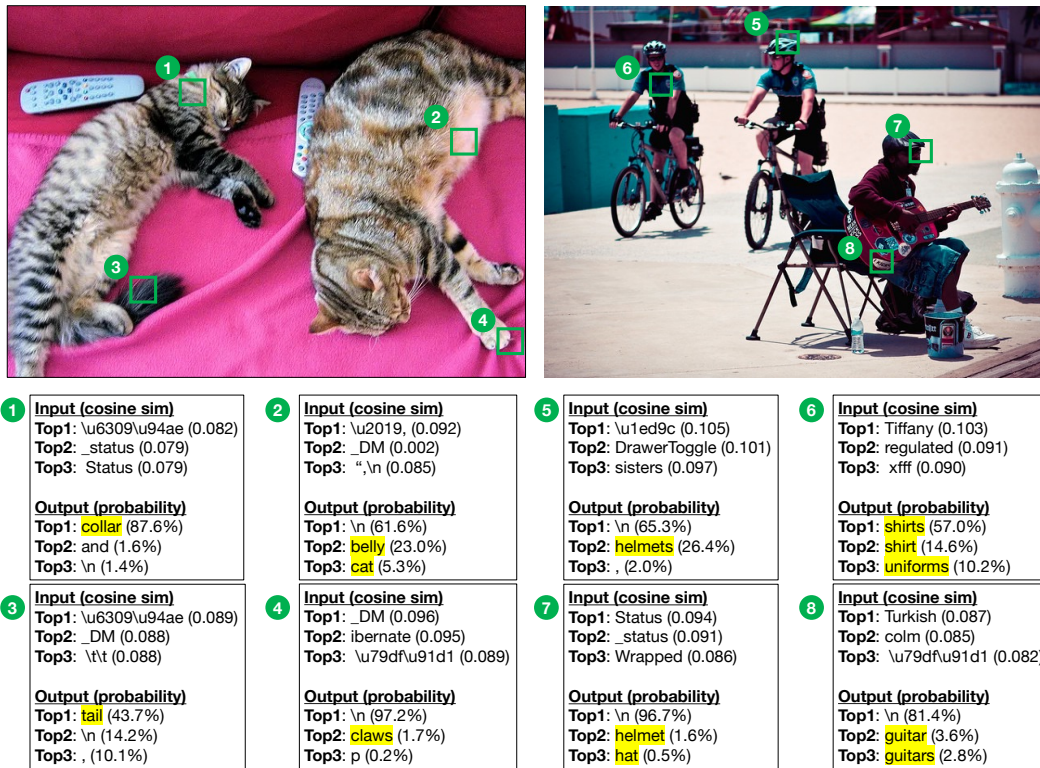 1
2
3
4
5
6
7
8
1
Input (cosine sim)
Top1: \u6309\u94ae (0.082)
Top2: _status (0.079)
Top3: Status (0.079)
Output (probability)
Top1: collar (87.6%)
Top2: and (1.6%)
Top3: \n (1.4%)
2
Input (cosine sim)
Top1: \u2019, (0.092)
Top2: _DM (0.002)
Top3: “,\n (0.085)
Output (probability)
Top1: \n (61.6%)
Top2: belly (23.0%)
Top3: cat (5.3%)
5
Input (cosine sim)
Top1: \u1ed9c (0.105)
Top2: DrawerToggle (0.101)
Top3: sisters (0.097)
Output (probability)
Top1: \n (65.3%)
Top2: helmets (26.4%)
Top3: , (2.0%)
6
Input (cosine sim)
Top1: Tiffany (0.103)
Top2: regulated (0.091)
Top3: xfff (0.090)
Output (probability)
Top1: shirts (57.0%)
Top2: shirt (14.6%)
Top3: uniforms (10.2%)
3
Input (cosine sim)
Top1: \u6309\u94ae (0.089)
Top2: _DM (0.088)
Top3: \t\t (0.088)
Output (probability)
Top1: tail (43.7%)
Top2: \n (14.2%)
Top3: , (10.1%)
4
Input (cosine sim)
Top1: _DM (0.096)
Top2: ibernate (0.095)
Top3: \u79df\u91d1 (0.089)
Output (probability)
Top1: \n (97.2%)
Top2: claws (1.7%)
Top3: p (0.2%)
7
Input (cosine sim)
Top1: Status (0.094)
Top2: _status (0.091)
Top3: Wrapped (0.086)
Output (probability)
Top1: \n (96.7%)
Top2: helmet (1.6%)
Top3: hat (0.5%)
8
Input (cosine sim)
Top1: Turkish (0.087)
Top2: colm (0.085)
Top3: \u79df\u91d1 (0.082)
Output (probability)
Top1: \n (81.4%)
Top2: guitar (3.6%)
Top3: guitars (2.8%)